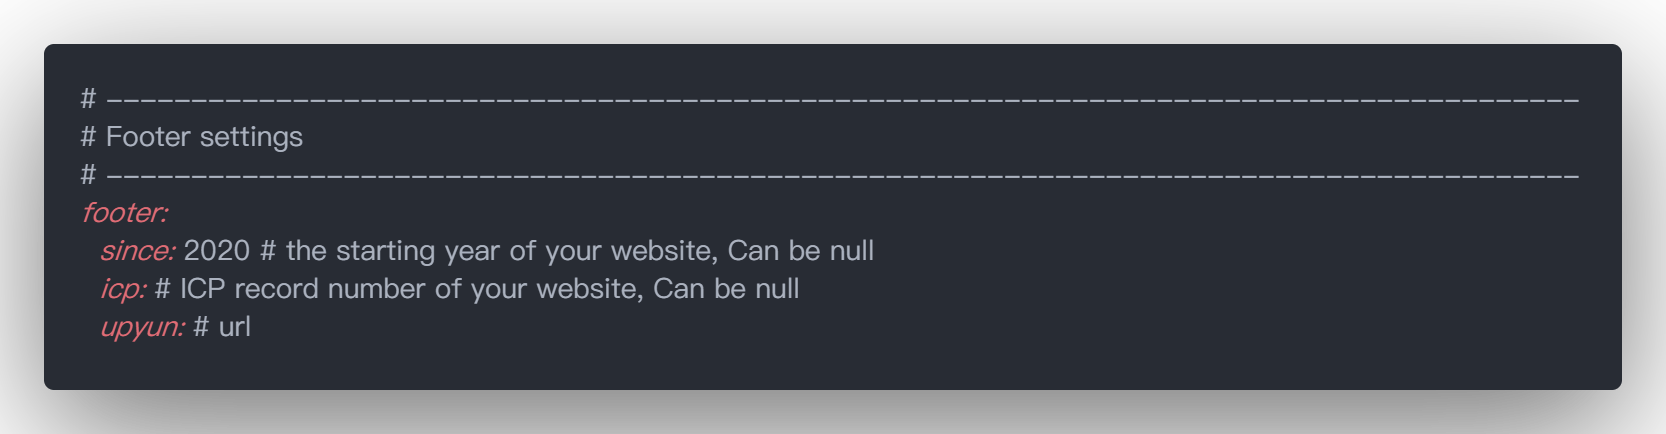 # ----------------------------------------------------------------------------------------
# Footer settings
# ----------------------------------------------------------------------------------------
footer:
  since: 2020 # the starting year of your website, Can be null
  icp: # ICP record number of your website, Can be null
  upyun: # url